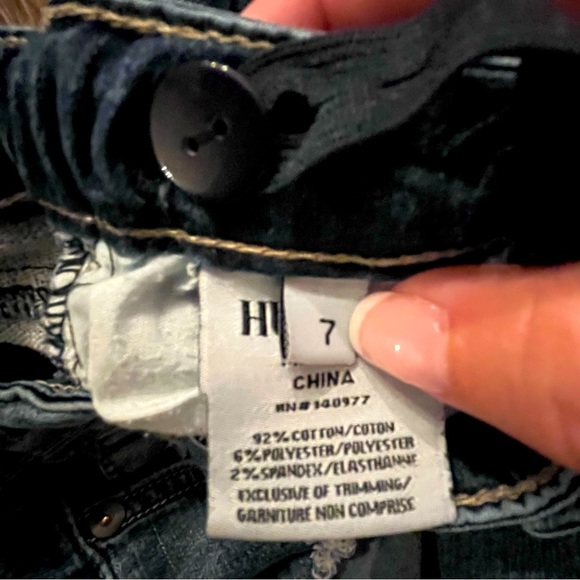 HU
7
CHINA
RN# 140977
92% COTTON/COTON
6% POLYESTER/POLYESTER
2% SPANDEX/ELASTHANNE
EXCLUSIVE OF TRIMMING/
GARNITURE NON COMPRISE